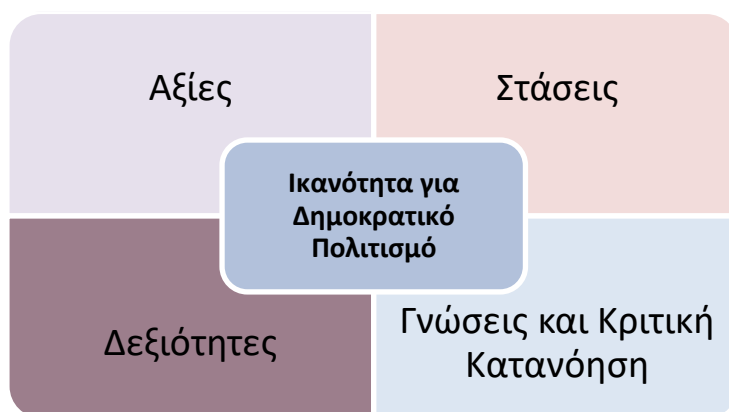 Αξίες
Στάσεις
Ικανότητα για
Δημοκρατικό
Πολιτισμό
Δεξιότητες
Γνώσεις και Κριτική
Κατανόηση